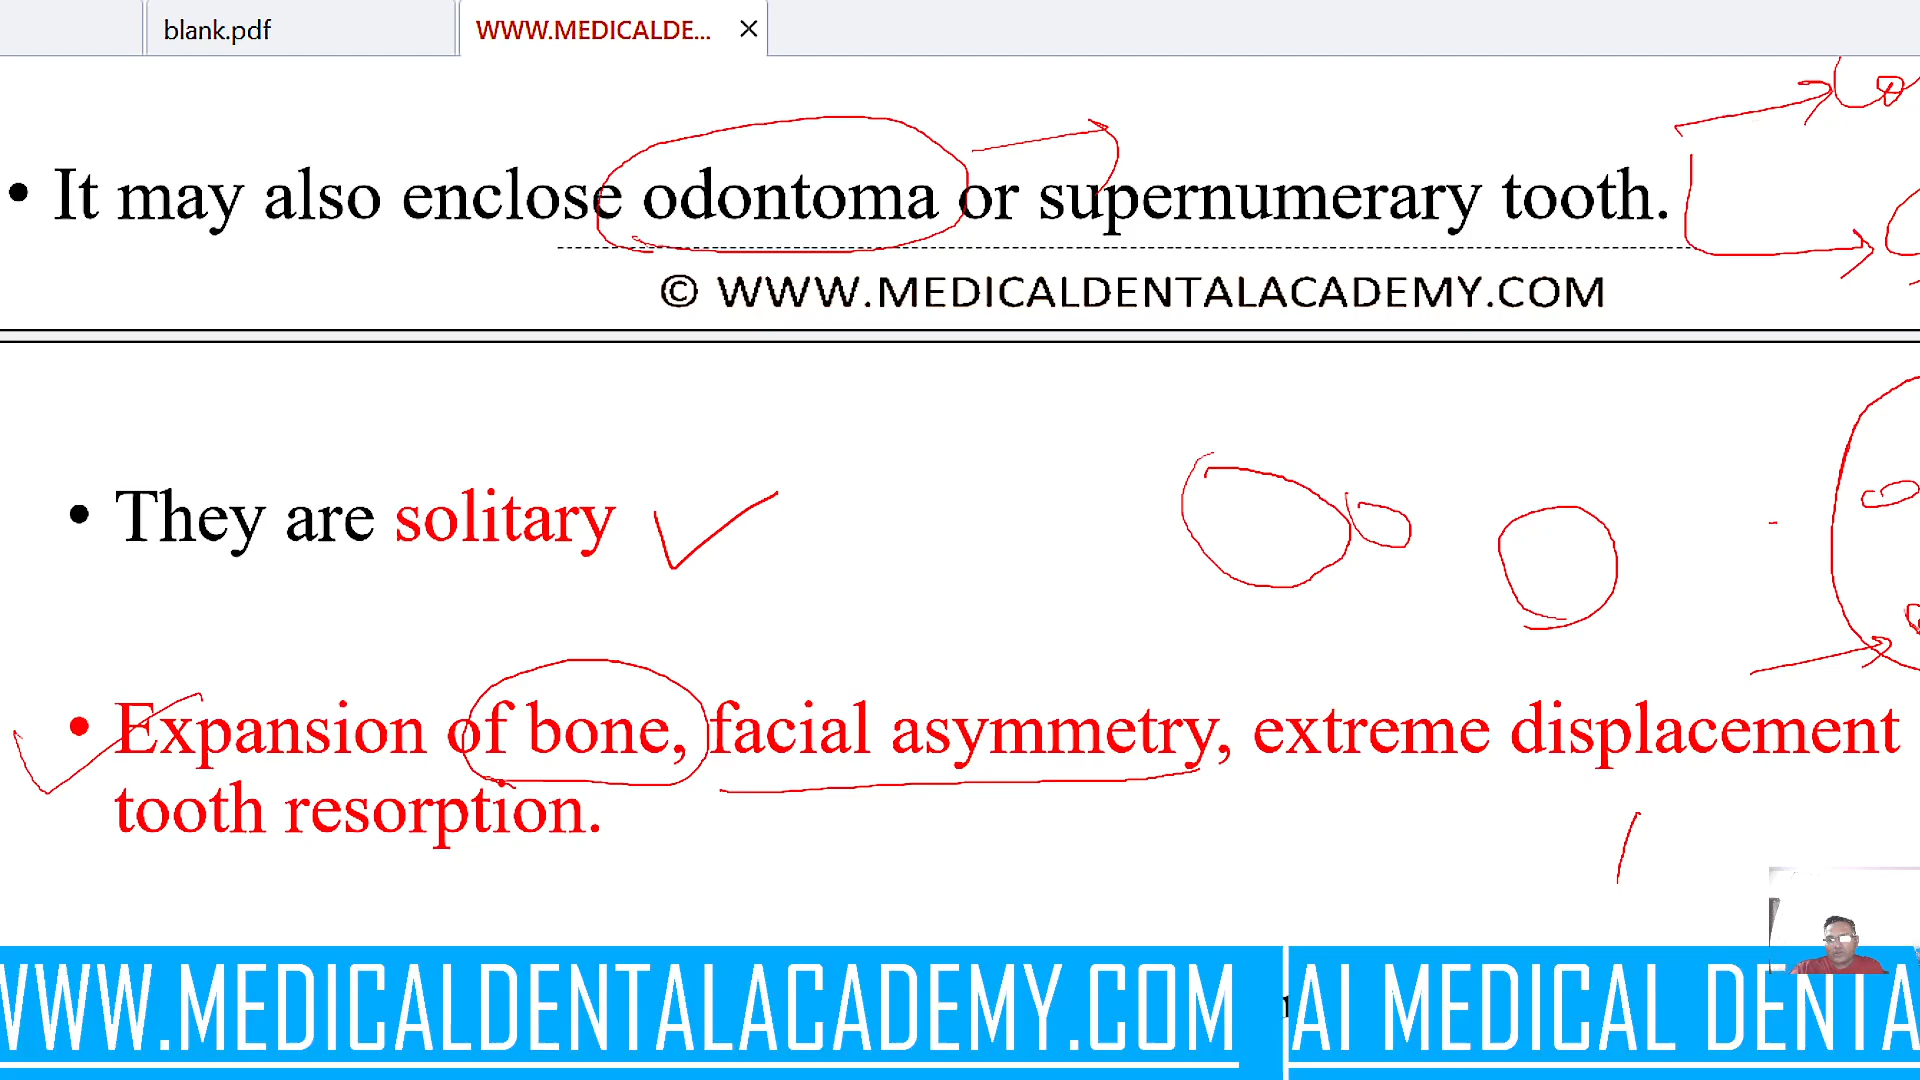 blank.pdf
WWW.MEDICALDE...
• It may also enclose odontoma or supernumerary tooth.
© WWW.MEDICALDENTALACADEMY.COM
• They are solitary
• Expansion of bone, facial asymmetry, extreme displacement
tooth resorption.
WWW.MEDICALDENTALACADEMY.COM
AI MEDICAL DENTA